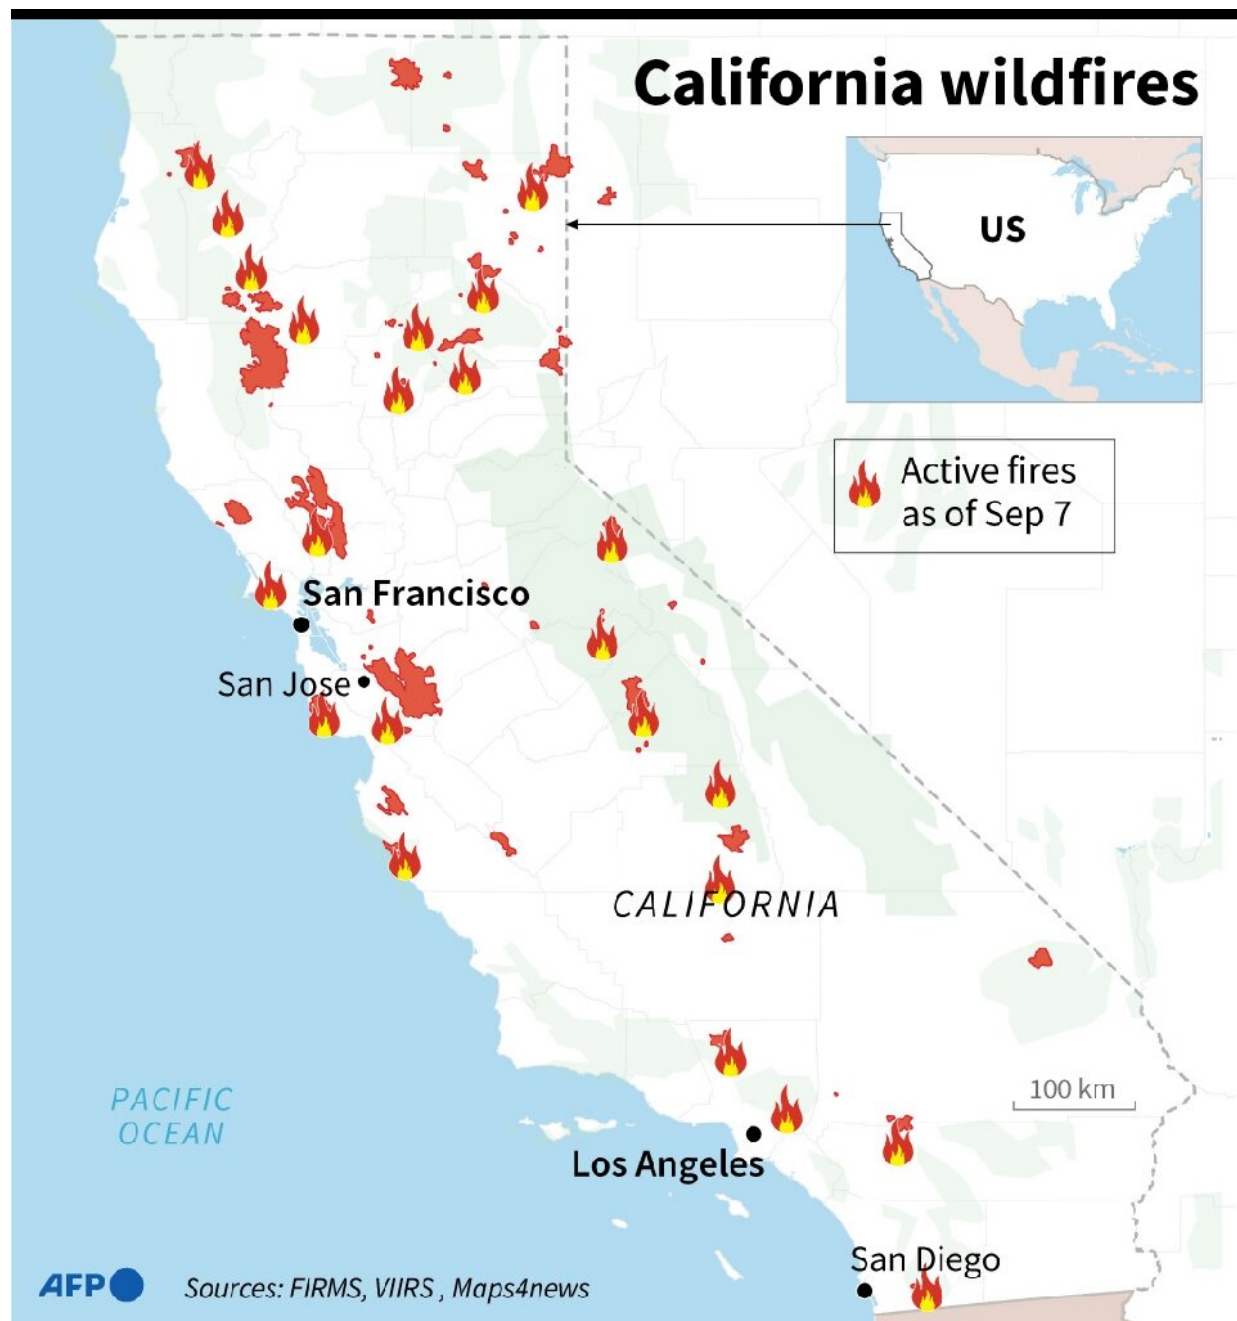 California wildfires
US
Active fires
as of Sep 7
San Francisco
San Jose
CALIFORNIA
100 km
PACIFIC
OCEAN
Los Angeles
San Diego
AFP
Sources: FIRMS, VIIRS , Maps4news